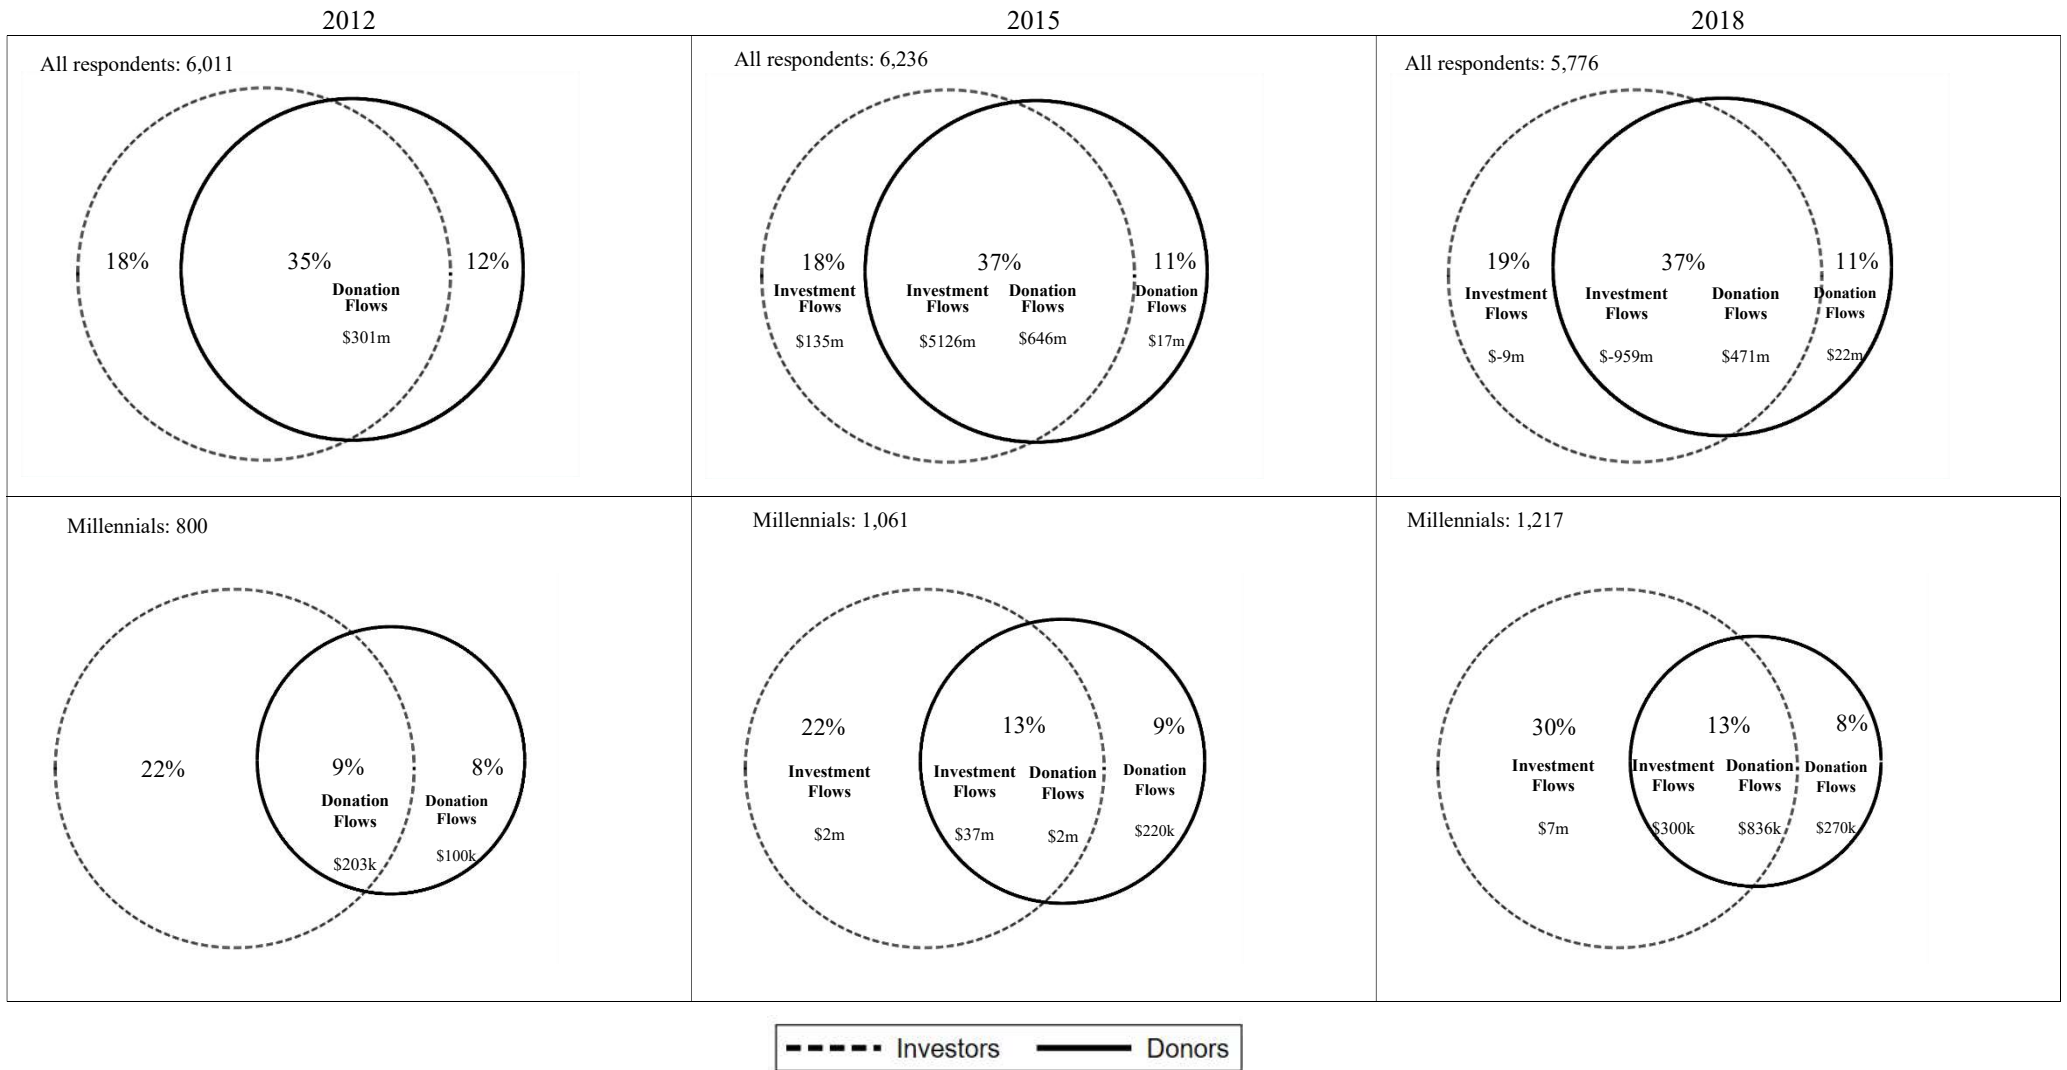 2012
2015
2018
All respondents: 6,011
18%
35%
12%
Donation
Flows
$301m
All respondents: 6,236
18%
37%
11%
Investment
Flows
Investment
Flows
Donation
Flows
Donation
Flows
$135m
$5126m
$646m
$17m
All respondents: 5,776
19%
37%
11%
Investment
Flows
Investment
Flows
Donation
Flows
Donation
Flows
$-9m
$-959m
$471m
$22m
Millennials: 800
22%
9%
8%
Donation
Flows
Donation
Flows
$203k
$100k
Millennials: 1,061
22%
13%
9%
Investment
Flows
Investment
Flows
Donation
Flows
Donation
Flows
$2m
$37m
$2m
$220k
Millennials: 1,217
30%
13%
8%
Investment
Flows
Investment
Flows
Donation
Flows
Donation
Flows
$7m
$300k
$836k
$270k
Investors
Donors